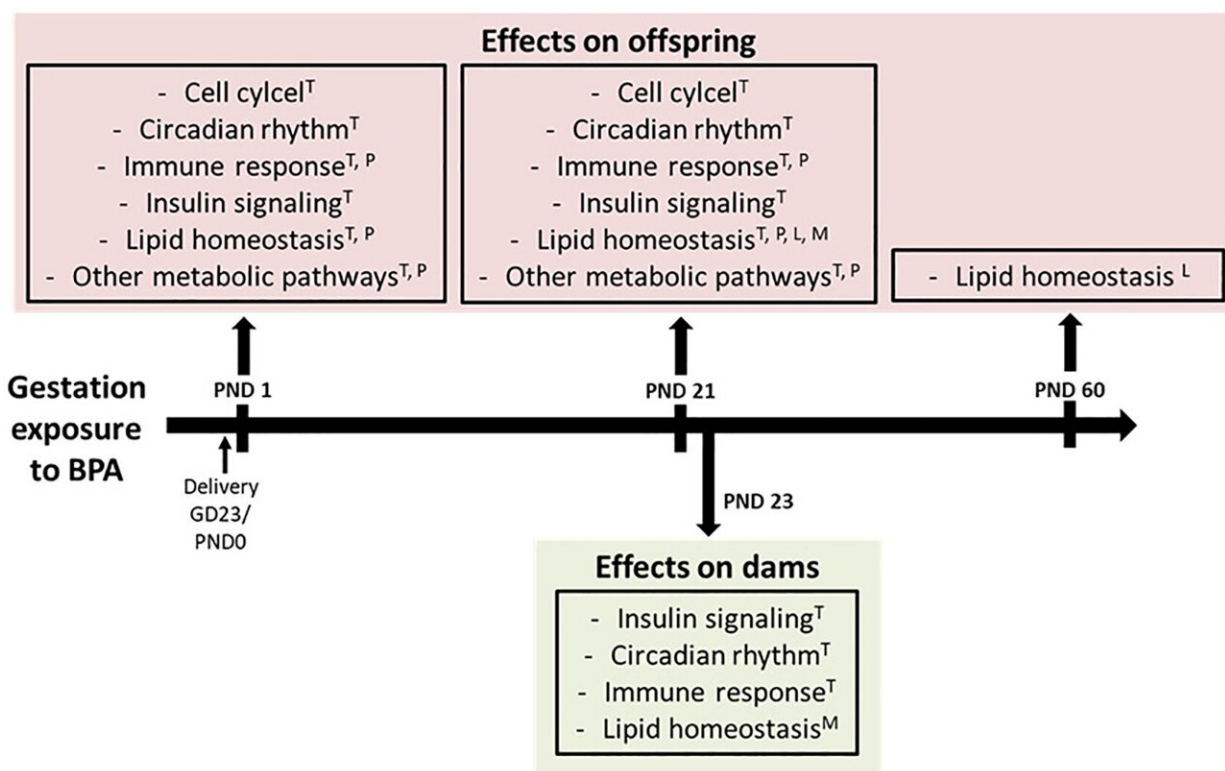 Effects on offspring
- Cell cylcel^T
- Circadian rhythm^T
- Immune response^T, P
- Insulin signaling^T
- Lipid homeostasis^T, P
- Other metabolic pathways^T, P
- Cell cylcel^T
- Circadian rhythm^T
- Immune response^T, P
- Insulin signaling^T
- Lipid homeostasis^T, P, L, M
- Other metabolic pathways^T, P
- Lipid homeostasis ^L
Gestation
exposure
to BPA
PND 1
PND 21
PND 60
Delivery
GD23/
PND0
PND 23
Effects on dams
- Insulin signaling^T
- Circadian rhythm^T
- Immune response^T
- Lipid homeostasis^M